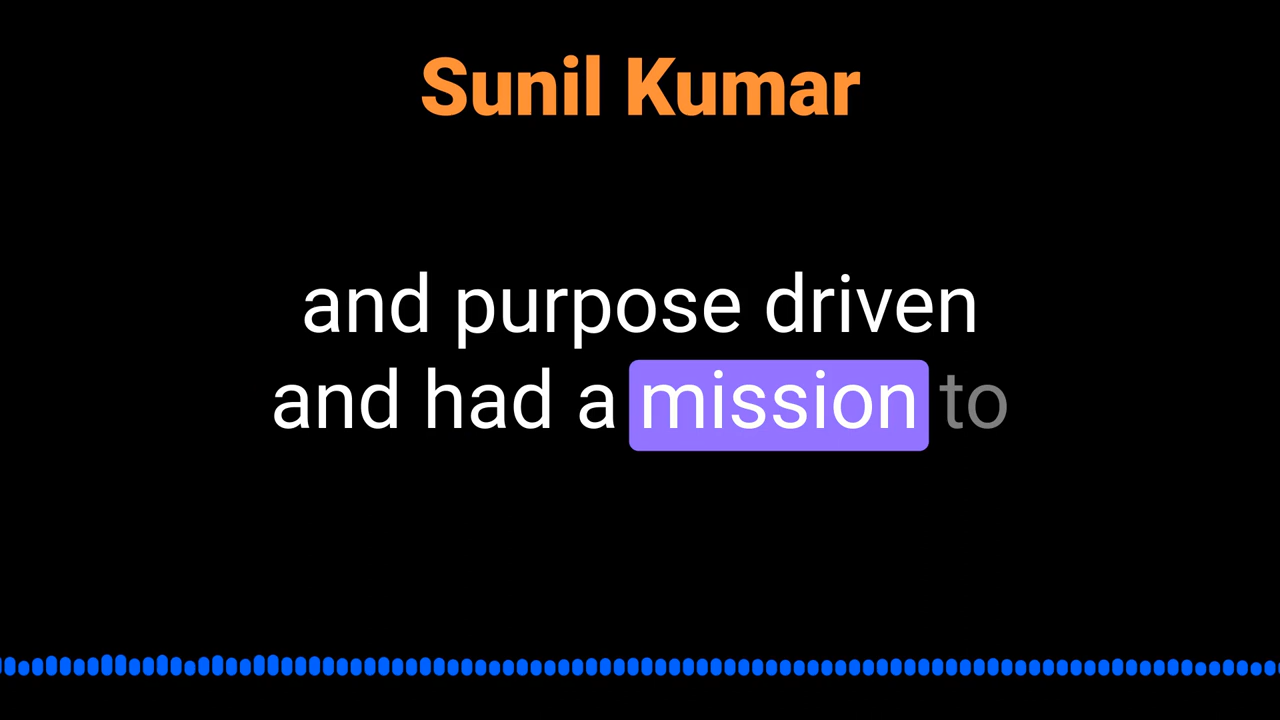 Sunil Kumar
and purpose driven
and had a mission to